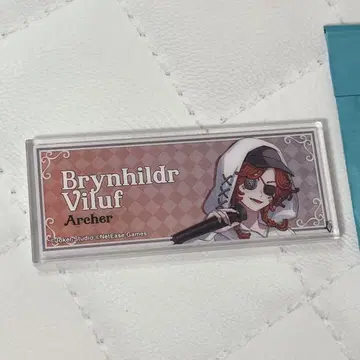 Brynhildr
Viluf
Archer
©Joker Studio ©NetEase Games